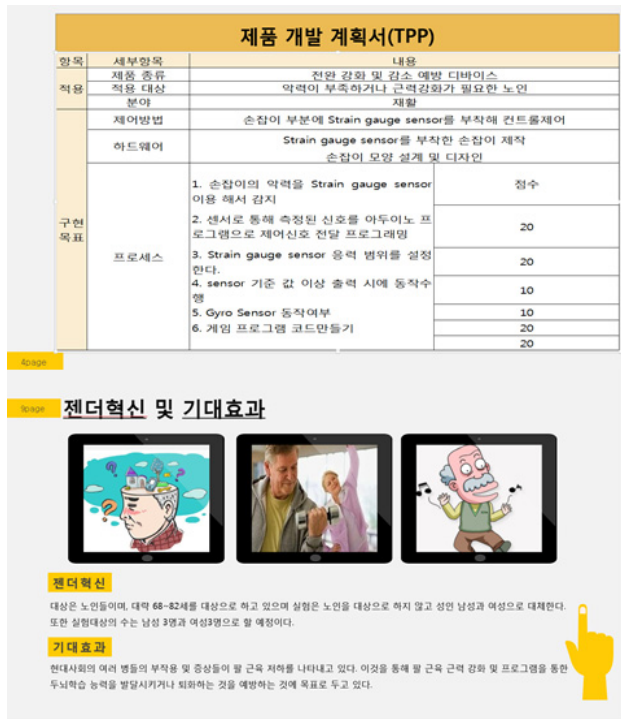 제품 개발 계획서(TPP)
항목 세부항목 내용
적용 제품 종류 전완 강화 및 감소 예방 디바이스
적용 대상 악력이 부족하거나 근력강화가 필요한 노인
분야 재활
구현 목표
제어방법 손잡이 부분에 Strain gauge sensor를 부착해 컨트롤제어
하드웨어 Strain gauge sensor를 부착한 손잡이 제작
손잡이 모양 설계 및 디자인
프로세스
1. 손잡이의 악력을 Strain gauge sensor
이용 해서 감지
2. 센서로 통해 측정된 신호를 아두이노 프
로그램으로 제어신호 전달 프로그래밍
3. Strain gauge sensor 응력 범위를 설정
한다.
4. sensor 기준 값 이상 출력 시에 동작수
행
5. Gyro Sensor 동작여부
6. 게임 프로그램 코드만들기
점수
20
20
10
10
20
20
4page
9page 젠더혁신 및 기대효과
젠더혁신
대상은 노인들이며, 대략 68~82세를 대상으로 하고 있으며 실험은 노인을 대상으로 하지 않고 성인 남성과 여성으로 대체한다.
또한 실험대상의 수는 남성 3명과 여성3명으로 할 예정이다.
기대효과
현대사회의 여러 병들의 부작용 및 증상들이 팔 근육 저하를 나타내고 있다. 이것을 통해 팔 근육 근력 강화 및 프로그램을 통한
두뇌학습 능력을 발달시키거나 퇴화하는 것을 예방하는 것에 목표로 두고 있다.